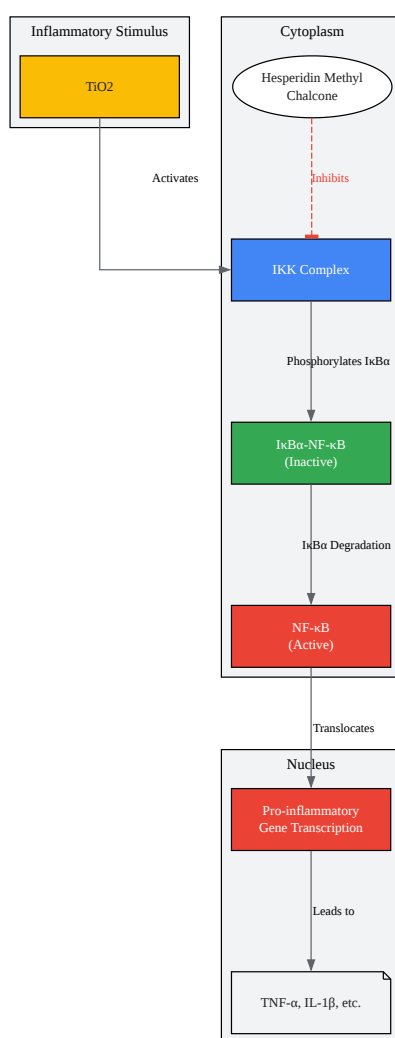 Inflammatory Stimulus
TiO2
Activates
Cytoplasm
Hesperidin Methyl
Chalcone
Inhibits
IKK Complex
Phosphorylates IκBα
IκBα-NF-κB
(Inactive)
IκBα Degradation
NF-κB
(Active)
Translocates
Nucleus
Pro-inflammatory
Gene Transcription
Leads to
TNF-α, IL-1β, etc.